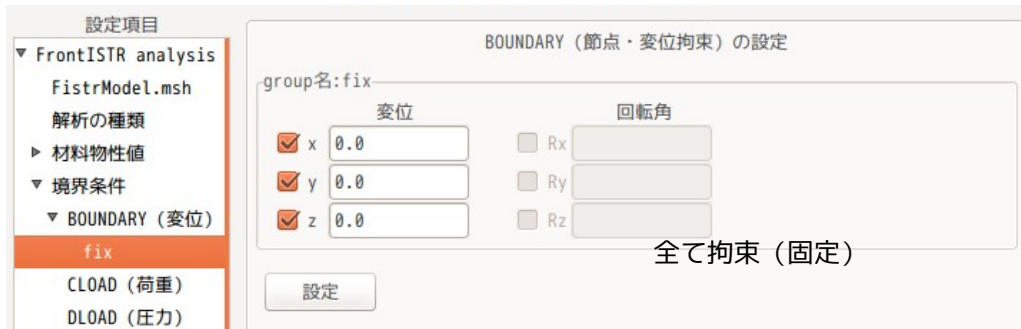 設定項目
▼ FrontISTR analysis
FistrModel.msh
解析の種類
▶ 材料物性値
▼ 境界条件
▼ BOUNDARY (変位)
fix
CLOAD (荷重)
DLOAD (圧力)
BOUNDARY (節点・変位拘束) の設定
group名:fix
変位 回転角
x 0.0 Rx
y 0.0 Ry
z 0.0 Rz
全て拘束（固定）
設定